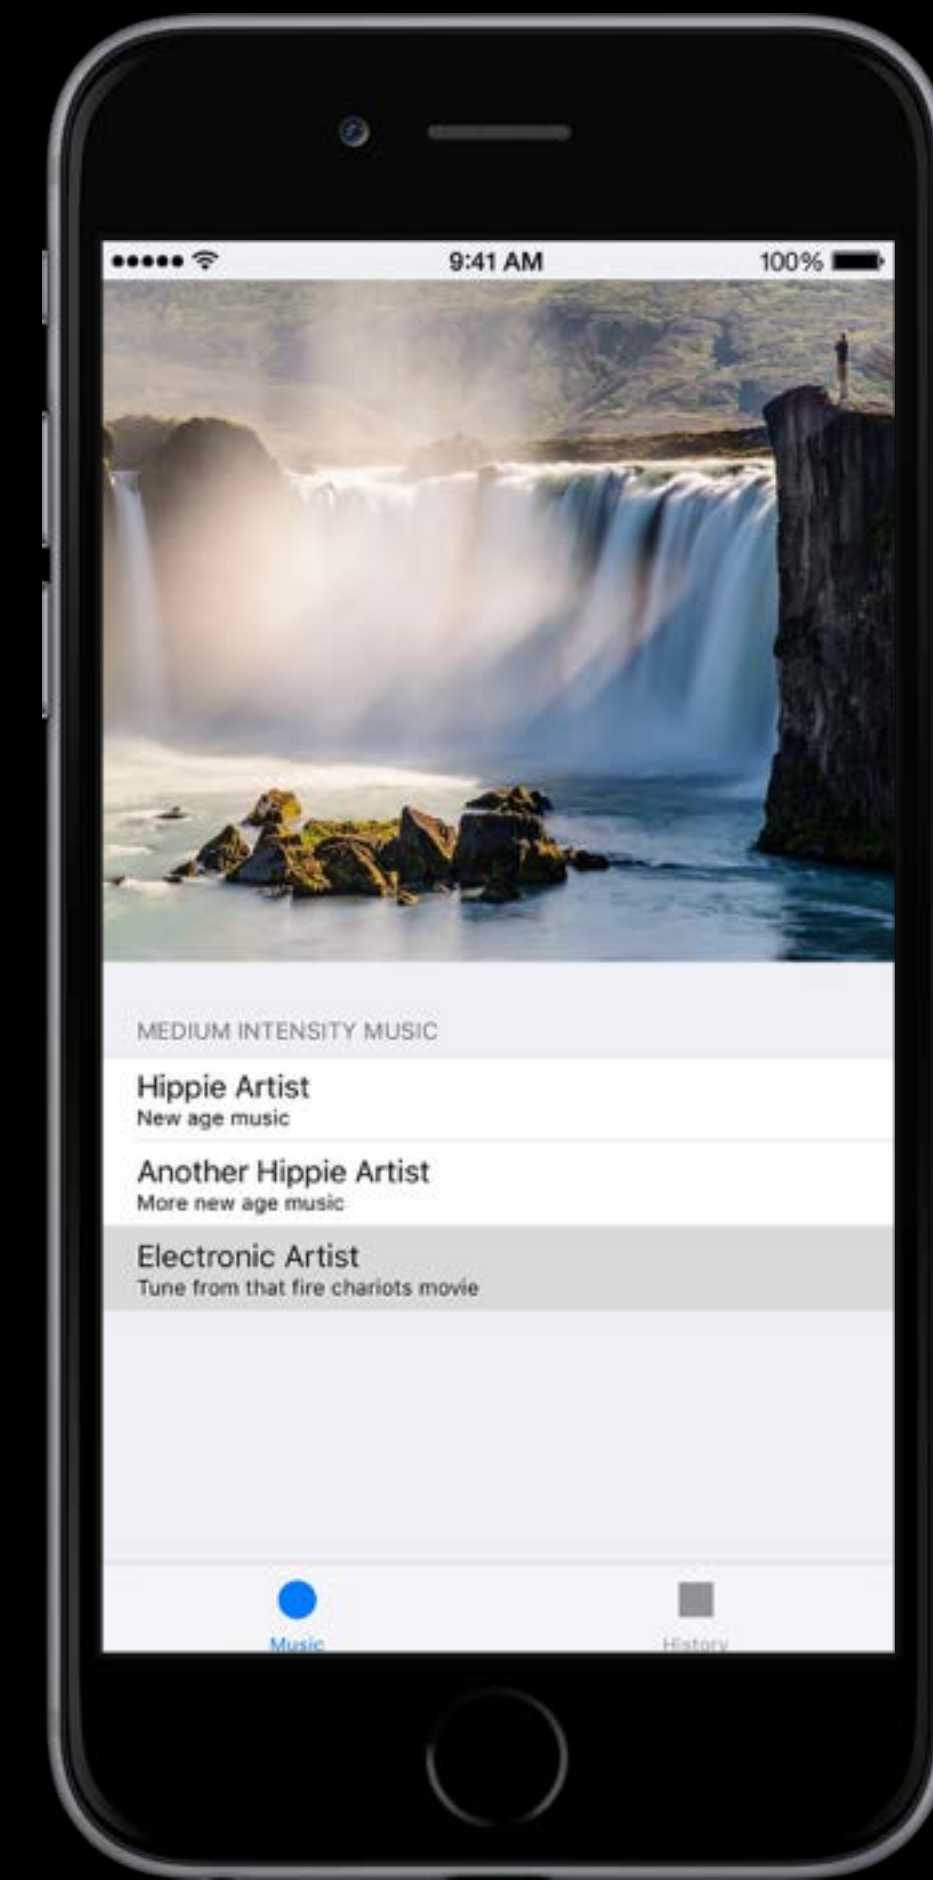 9:41 AM
100%
MEDIUM INTENSITY MUSIC
Hippie Artist
New age music
Another Hippie Artist
More new age music
Electronic Artist
Tune from that fire chariots movie
Music
History